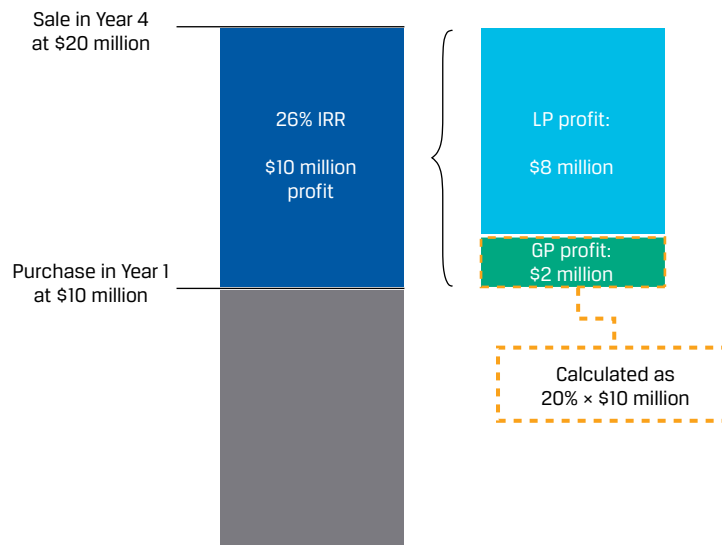 Sale in Year 4
at $20 million
26% IRR
$10 million
profit
LP profit:
$8 million
GP profit:
$2 million
Purchase in Year 1
at $10 million
Calculated as
20% × $10 million